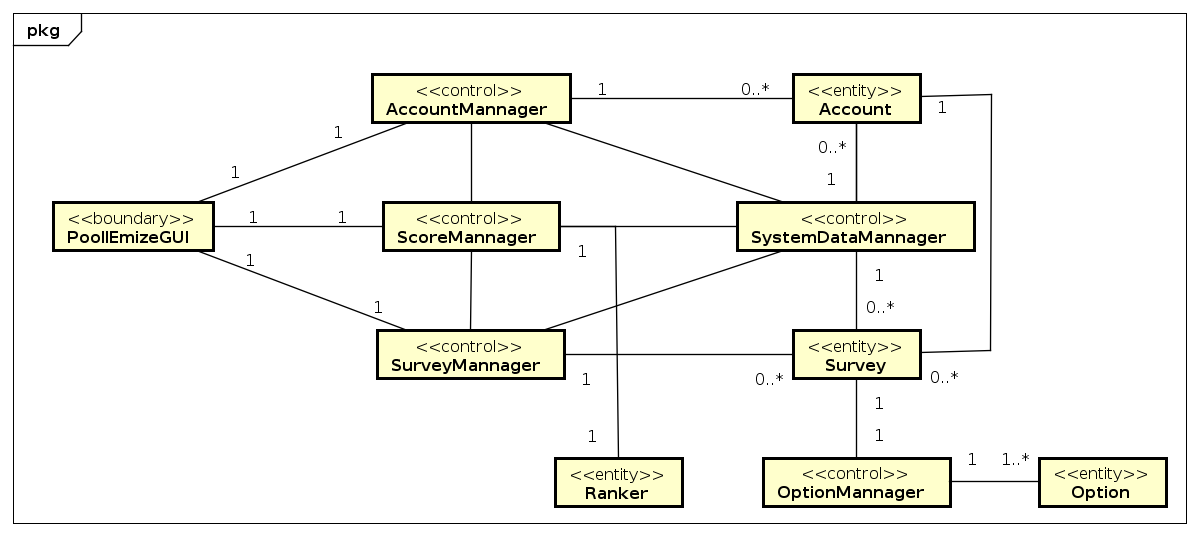 pkg
<<control>>
AccountMannager
1
0..*
<<entity>>
Account
1
1
1
0..*
1
<<boundary>>
PoollEmizeGUI
1
1
<<control>>
ScoreMannager
1
<<control>>
SystemDataMannager
1
1
1
0..*
<<control>>
SurveyMannager
1
0..*
<<entity>>
Survey
0..*
1
1
1
<<entity>>
Ranker
<<control>>
OptionMannager
1
1..*
<<entity>>
Option